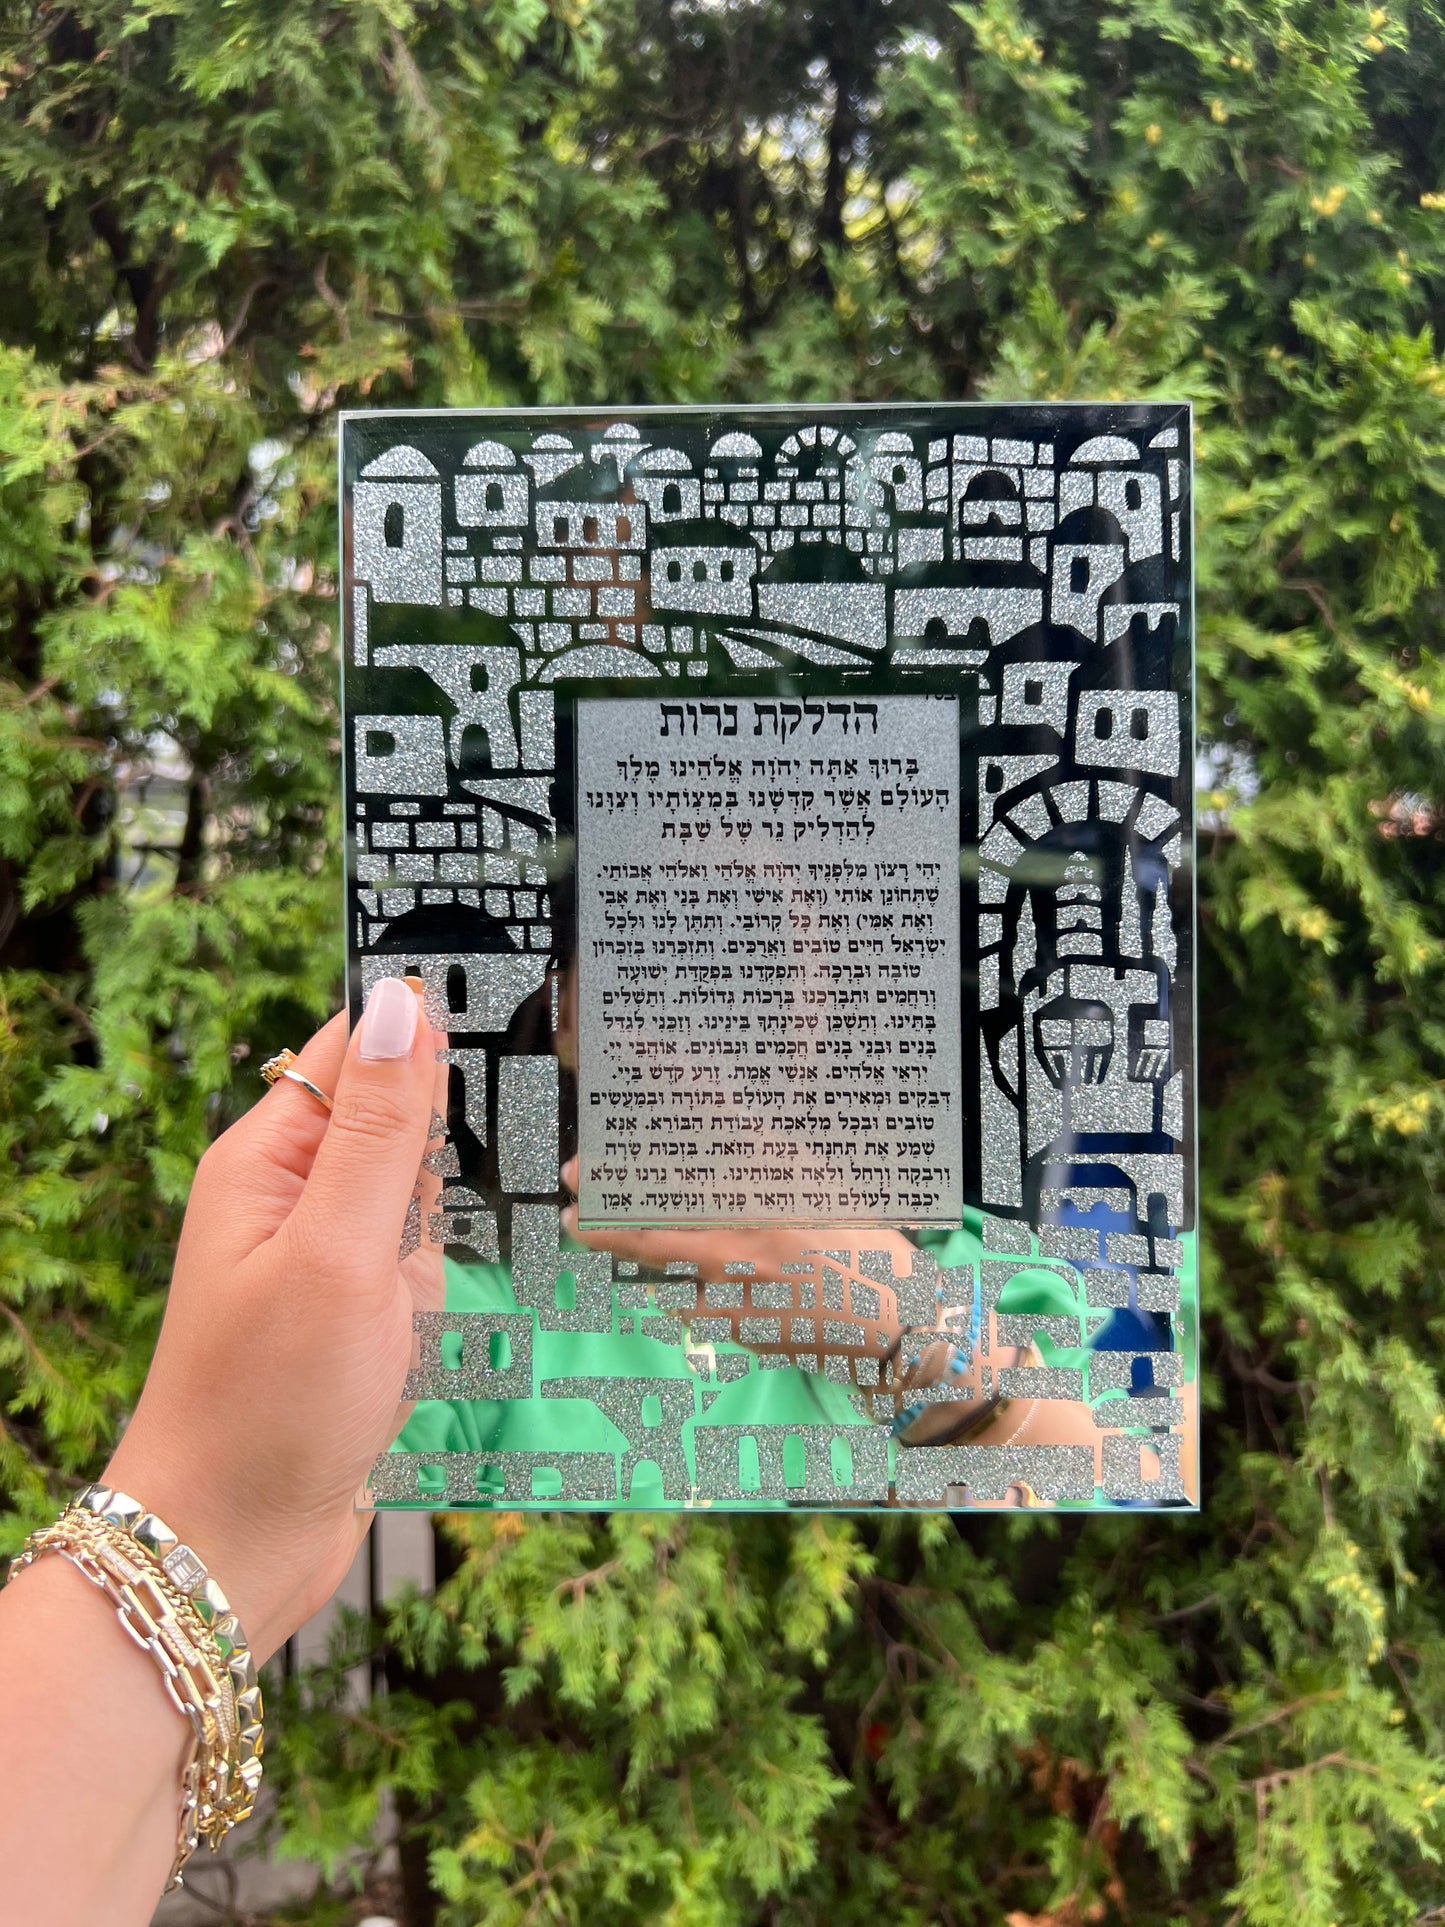 בס"ד
הדלקת נרות
בָּרוּךְ אַתָּה יְהֹוָה אֱלֹהֵינוּ מֶלֶךְ
הָעוֹלָם אֲשֶׁר קִדְּשָׁנוּ בְּמִצְוֹתָיו וְצִוָּנוּ
לְהַדְלִיק נֵר שֶׁל שַׁבָּת
יְהִי רָצוֹן מִלְּפָנֶיךָ יְהֹוָה אֱלֹהַי וֵאלֹהֵי אֲבוֹתַי.
שֶׁתְּחוֹנֵן אוֹתִי (וְאֶת אִישִׁי וְאֶת בָּנַי וְאֶת אָבִי
וְאֶת אִמִּי) וְאֶת כָּל קְרוֹבַי. וְתִתֵּן לָנוּ וּלְכָל
יִשְׂרָאֵל חַיִּים טוֹבִים וַאֲרֻכִּים. וְתִזְכְּרֵנוּ בְּזִכְרוֹן
טוֹבָה וּבְרָכָה. וְתִפְקְדֵנוּ בִּפְקֻדַּת יְשׁוּעָה
וְרַחֲמִים וּתְבָרְכֵנוּ בְּרָכוֹת גְּדוֹלוֹת. וְתַשְׁלִים
בָּתֵּינוּ. וְתַשְׁכֵּן שְׁכִינָתְךָ בֵּינֵינוּ. וְזַכֵּנִי לְגַדֵּל
בָּנִים וּבְנֵי בָנִים חֲכָמִים וּנְבוֹנִים. אוֹהֲבֵי יְיָ.
יִרְאֵי אֱלֹהִים. אַנְשֵׁי אֱמֶת. זֶרַע קֹדֶשׁ בַּיְיָ.
דְּבֵקִים וּמְאִירִים אֶת הָעוֹלָם בַּתּוֹרָה וּבְמַעֲשִׂים
טוֹבִים וּבְכָל מְלֶאכֶת עֲבוֹדַת הַבּוֹרֵא. אָנָּא
שְׁמַע אֶת תְּחִנָּתִי בָּעֵת הַזֹּאת. בִּזְכוּת שָׂרָה
וְרִבְקָה וְרָחֵל וְלֵאָה אִמּוֹתֵינוּ. וְהָאֵר נֵרֵנוּ שֶׁלֹּא
יִכְבֶּה לְעוֹלָם וָעֶד וְהָאֵר פָּנֶיךָ וְנִוָּשֵׁעָה. אָמֵן